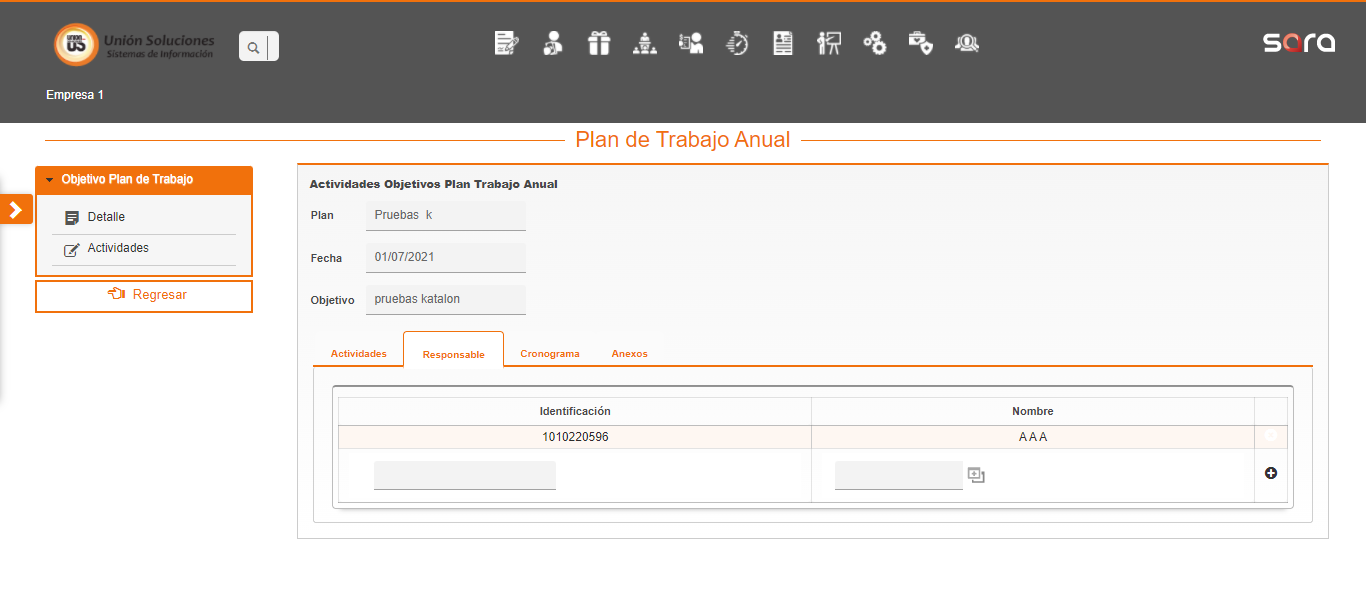 Unión Soluciones
Sistemas de Información
sara
Empresa 1
Plan de Trabajo Anual
Objetivo Plan de Trabajo
Detalle
Actividades
Regresar
Actividades Objetivos Plan Trabajo Anual
Plan Pruebas k
Fecha 01/07/2021
Objetivo pruebas katalon
Actividades Responsable Cronograma Anexos
Identificación Nombre
1010220596 A A A